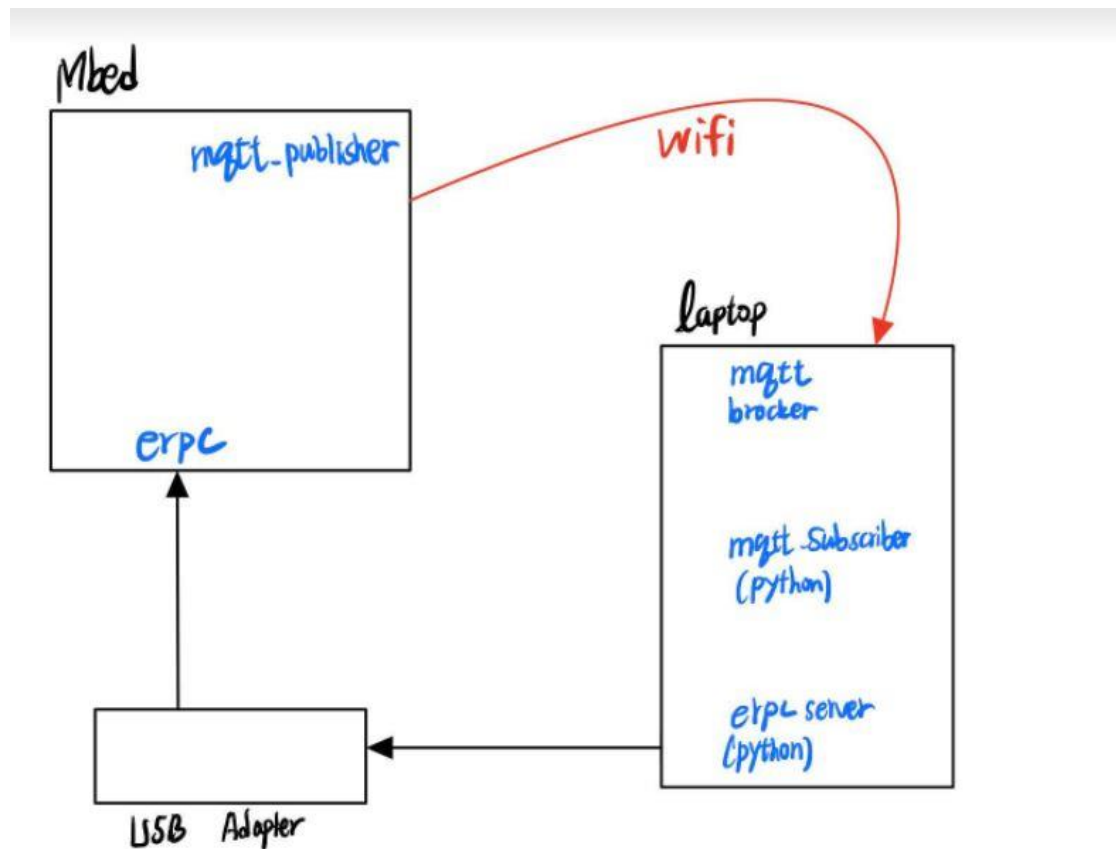 Mbed
mqtt_publisher
wifi
laptop
mqtt
brocker
mqtt_subscriber
(python)
erpc
erpc server
(python)
USB Adapter